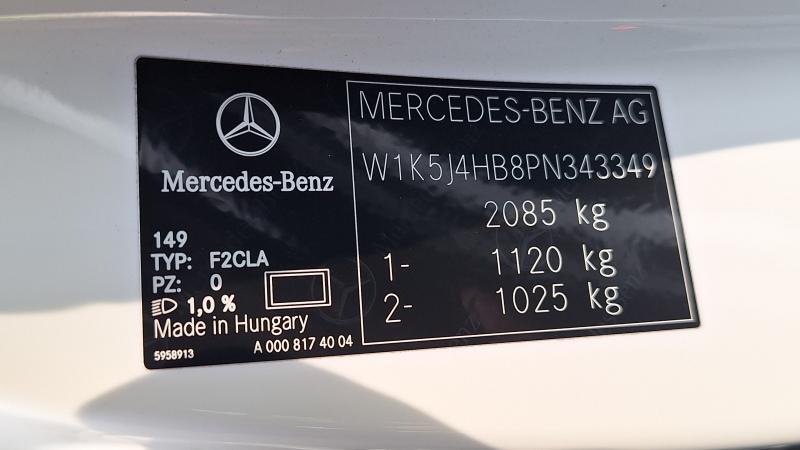 Mercedes-Benz
149
TYP: F2CLA
PZ: 0
1,0 %
Made in Hungary
5958913 A 000 817 40 04
MERCEDES-BENZ AG
W1K5J4HB8PN343349
2085 kg
1- 1120 kg
2- 1025 kg